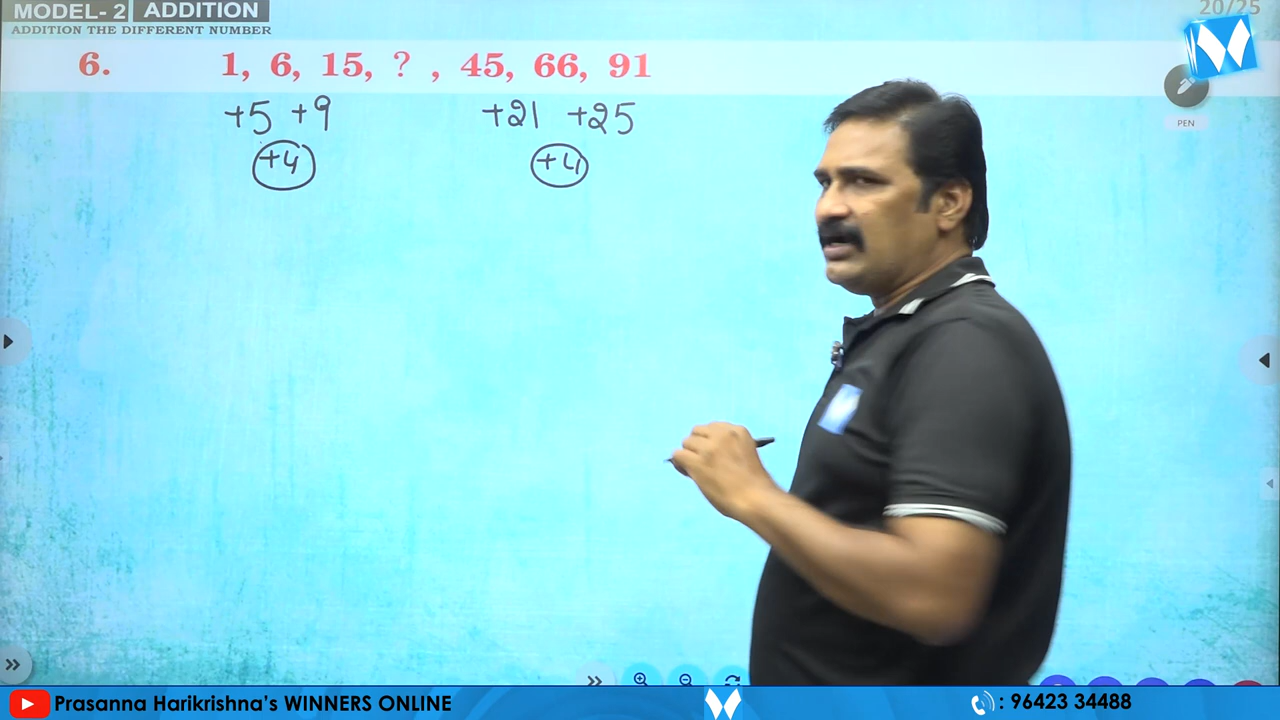 MODEL- 2 ADDITION
20/25
ADDITION THE DIFFERENT NUMBER
6. 1, 6, 15, ? , 45, 66, 91
+5 +9 +21 +25
PEN
+4 +4
Prasanna Harikrishna's WINNERS ONLINE : 96423 34488